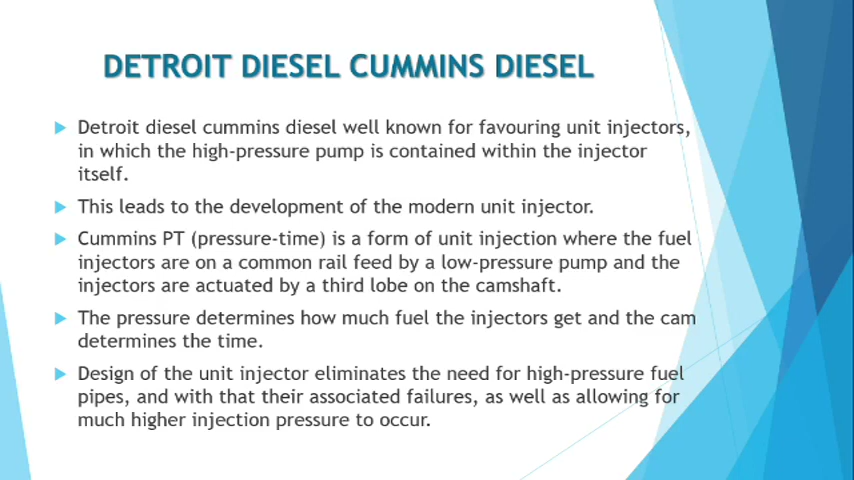 DETROIT DIESEL CUMMINS DIESEL
Detroit diesel cummins diesel well known for favouring unit injectors,
in which the high-pressure pump is contained within the injector
itself.
This leads to the development of the modern unit injector.
Cummins PT (pressure-time) is a form of unit injection where the fuel
injectors are on a common rail feed by a low-pressure pump and the
injectors are actuated by a third lobe on the camshaft.
The pressure determines how much fuel the injectors get and the cam
determines the time.
Design of the unit injector eliminates the need for high-pressure fuel
pipes, and with that their associated failures, as well as allowing for
much higher injection pressure to occur.